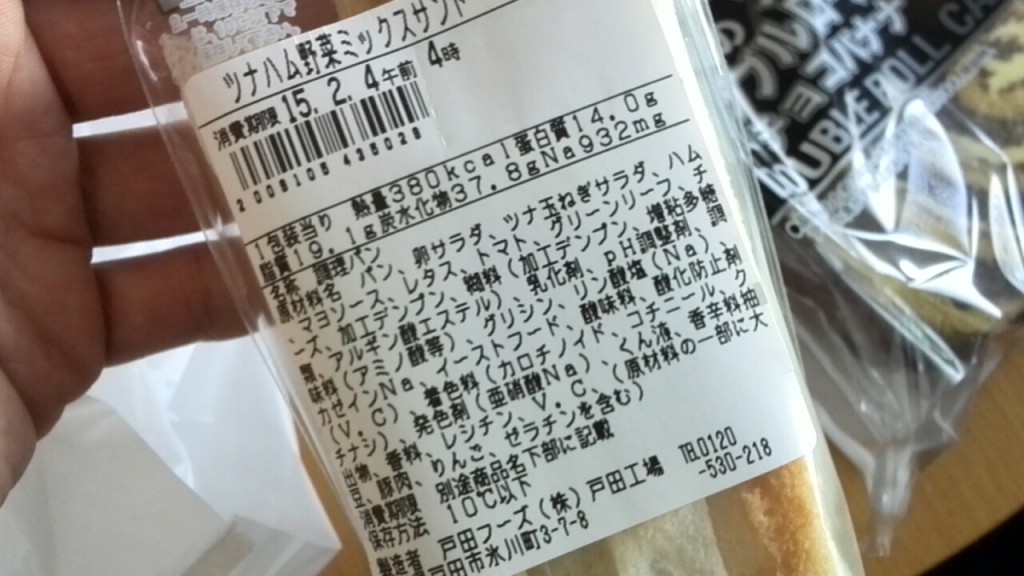 ツナハム野菜ミックスサンド
消費期限 15. 2. 4 午前 4時
2 008105 435028
1包装当り 熱量380kcal蛋白質14.0g
脂質19.1g炭水化物37.8gNa932mg
名称 調理パン
原材料名 パン、卵サラダ、ツナ玉ねぎサラダ、ハム
マヨソース、レタス、トマト、グリーンリーフ、チ
ーズ、加工デンプン、糊料(加工デンプン、増粘多糖
類、アルギン酸エステル)、乳化剤、pH調整剤、調
味料(アミノ酸等)、グリシン、リン酸塩(Na)、
カゼインNa、イーストフード、酸味料、酸化防止剤
(V.C)、着色料(カロチノイド、コチニール、ク
チナシ)、発色剤(亜硝酸Na)、くん液、香辛料抽
出物、香料、レシチン、V.C、(原材料の一部に大
豆、豚肉、りんご、ゼラチンを含む)
消費期限 別途商品名下部に記載
保存方法 10℃以下
製造者 戸田フーズ(株)戸田工場 TEL0120
戸田市氷川町3-7-8 -530-218
チョコバナナ